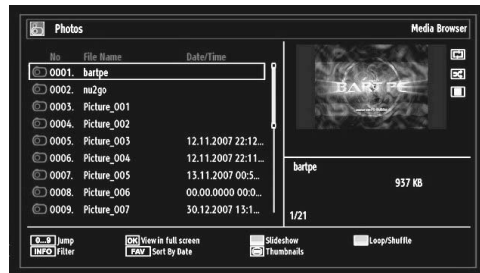 Photos Media Browser
No File Name Date/Time
0001. bartpe
0002. nu2go
0003. Picture_001
0004. Picture_002
0005. Picture_003 12.11.2007 22:12...
0006. Picture_004 12.11.2007 22:11...
0007. Picture_005 13.11.2007 00:5...
0008. Picture_006 00.00.0000 00:0...
0009. Picture_007 30.12.2007 13:1...
BART PE
bartpe
937 KB
1/21
0...9 Jump OK View in full screen Slideshow Loop/Shuffle
INFO Filter FAV Sort By Date Thumbnails